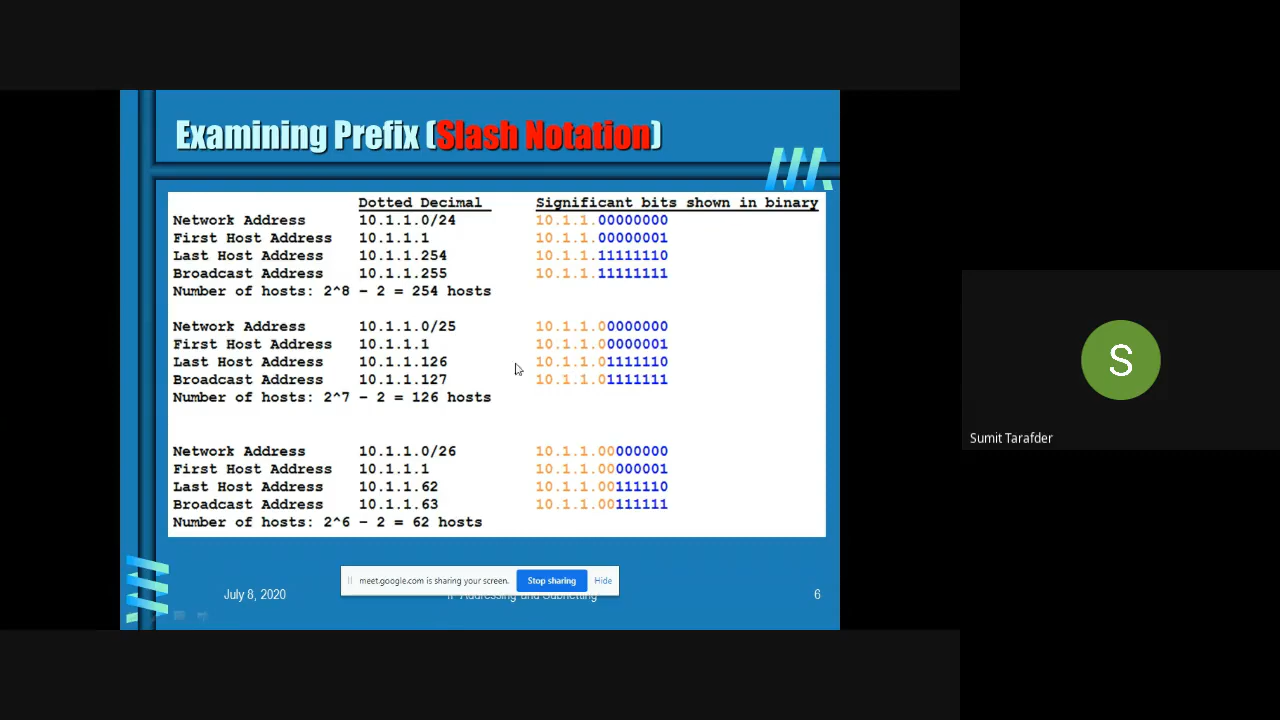 Examining Prefix (Slash Notation)
Dotted Decimal Significant bits shown in binary
Network Address 10.1.1.0/24 10.1.1.00000000
First Host Address 10.1.1.1 10.1.1.00000001
Last Host Address 10.1.1.254 10.1.1.11111110
Broadcast Address 10.1.1.255 10.1.1.11111111
Number of hosts: 2^8 – 2 = 254 hosts
Network Address 10.1.1.0/25 10.1.1.00000000
First Host Address 10.1.1.1 10.1.1.00000001
Last Host Address 10.1.1.126 10.1.1.01111110
Broadcast Address 10.1.1.127 10.1.1.01111111
Number of hosts: 2^7 – 2 = 126 hosts
Network Address 10.1.1.0/26 10.1.1.00000000
First Host Address 10.1.1.1 10.1.1.00000001
Last Host Address 10.1.1.62 10.1.1.00111110
Broadcast Address 10.1.1.63 10.1.1.00111111
Number of hosts: 2^6 – 2 = 62 hosts
meet.google.com is sharing your screen. Stop sharing Hide
July 8, 2020 IP Addressing and Subnetting 6
S
Sumit Tarafder